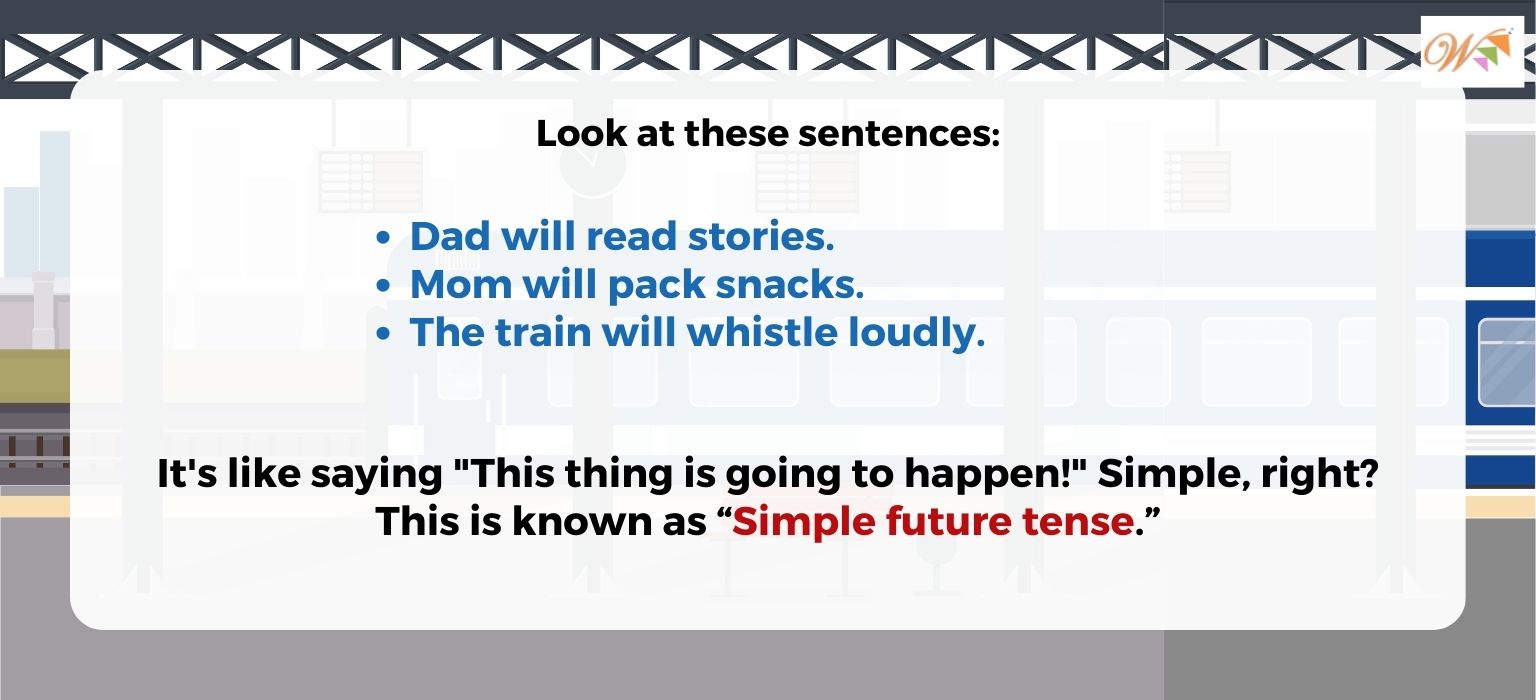 Look at these sentences:
• Dad will read stories.
• Mom will pack snacks.
• The train will whistle loudly.
It's like saying "This thing is going to happen!" Simple, right?
This is known as “Simple future tense.”
W